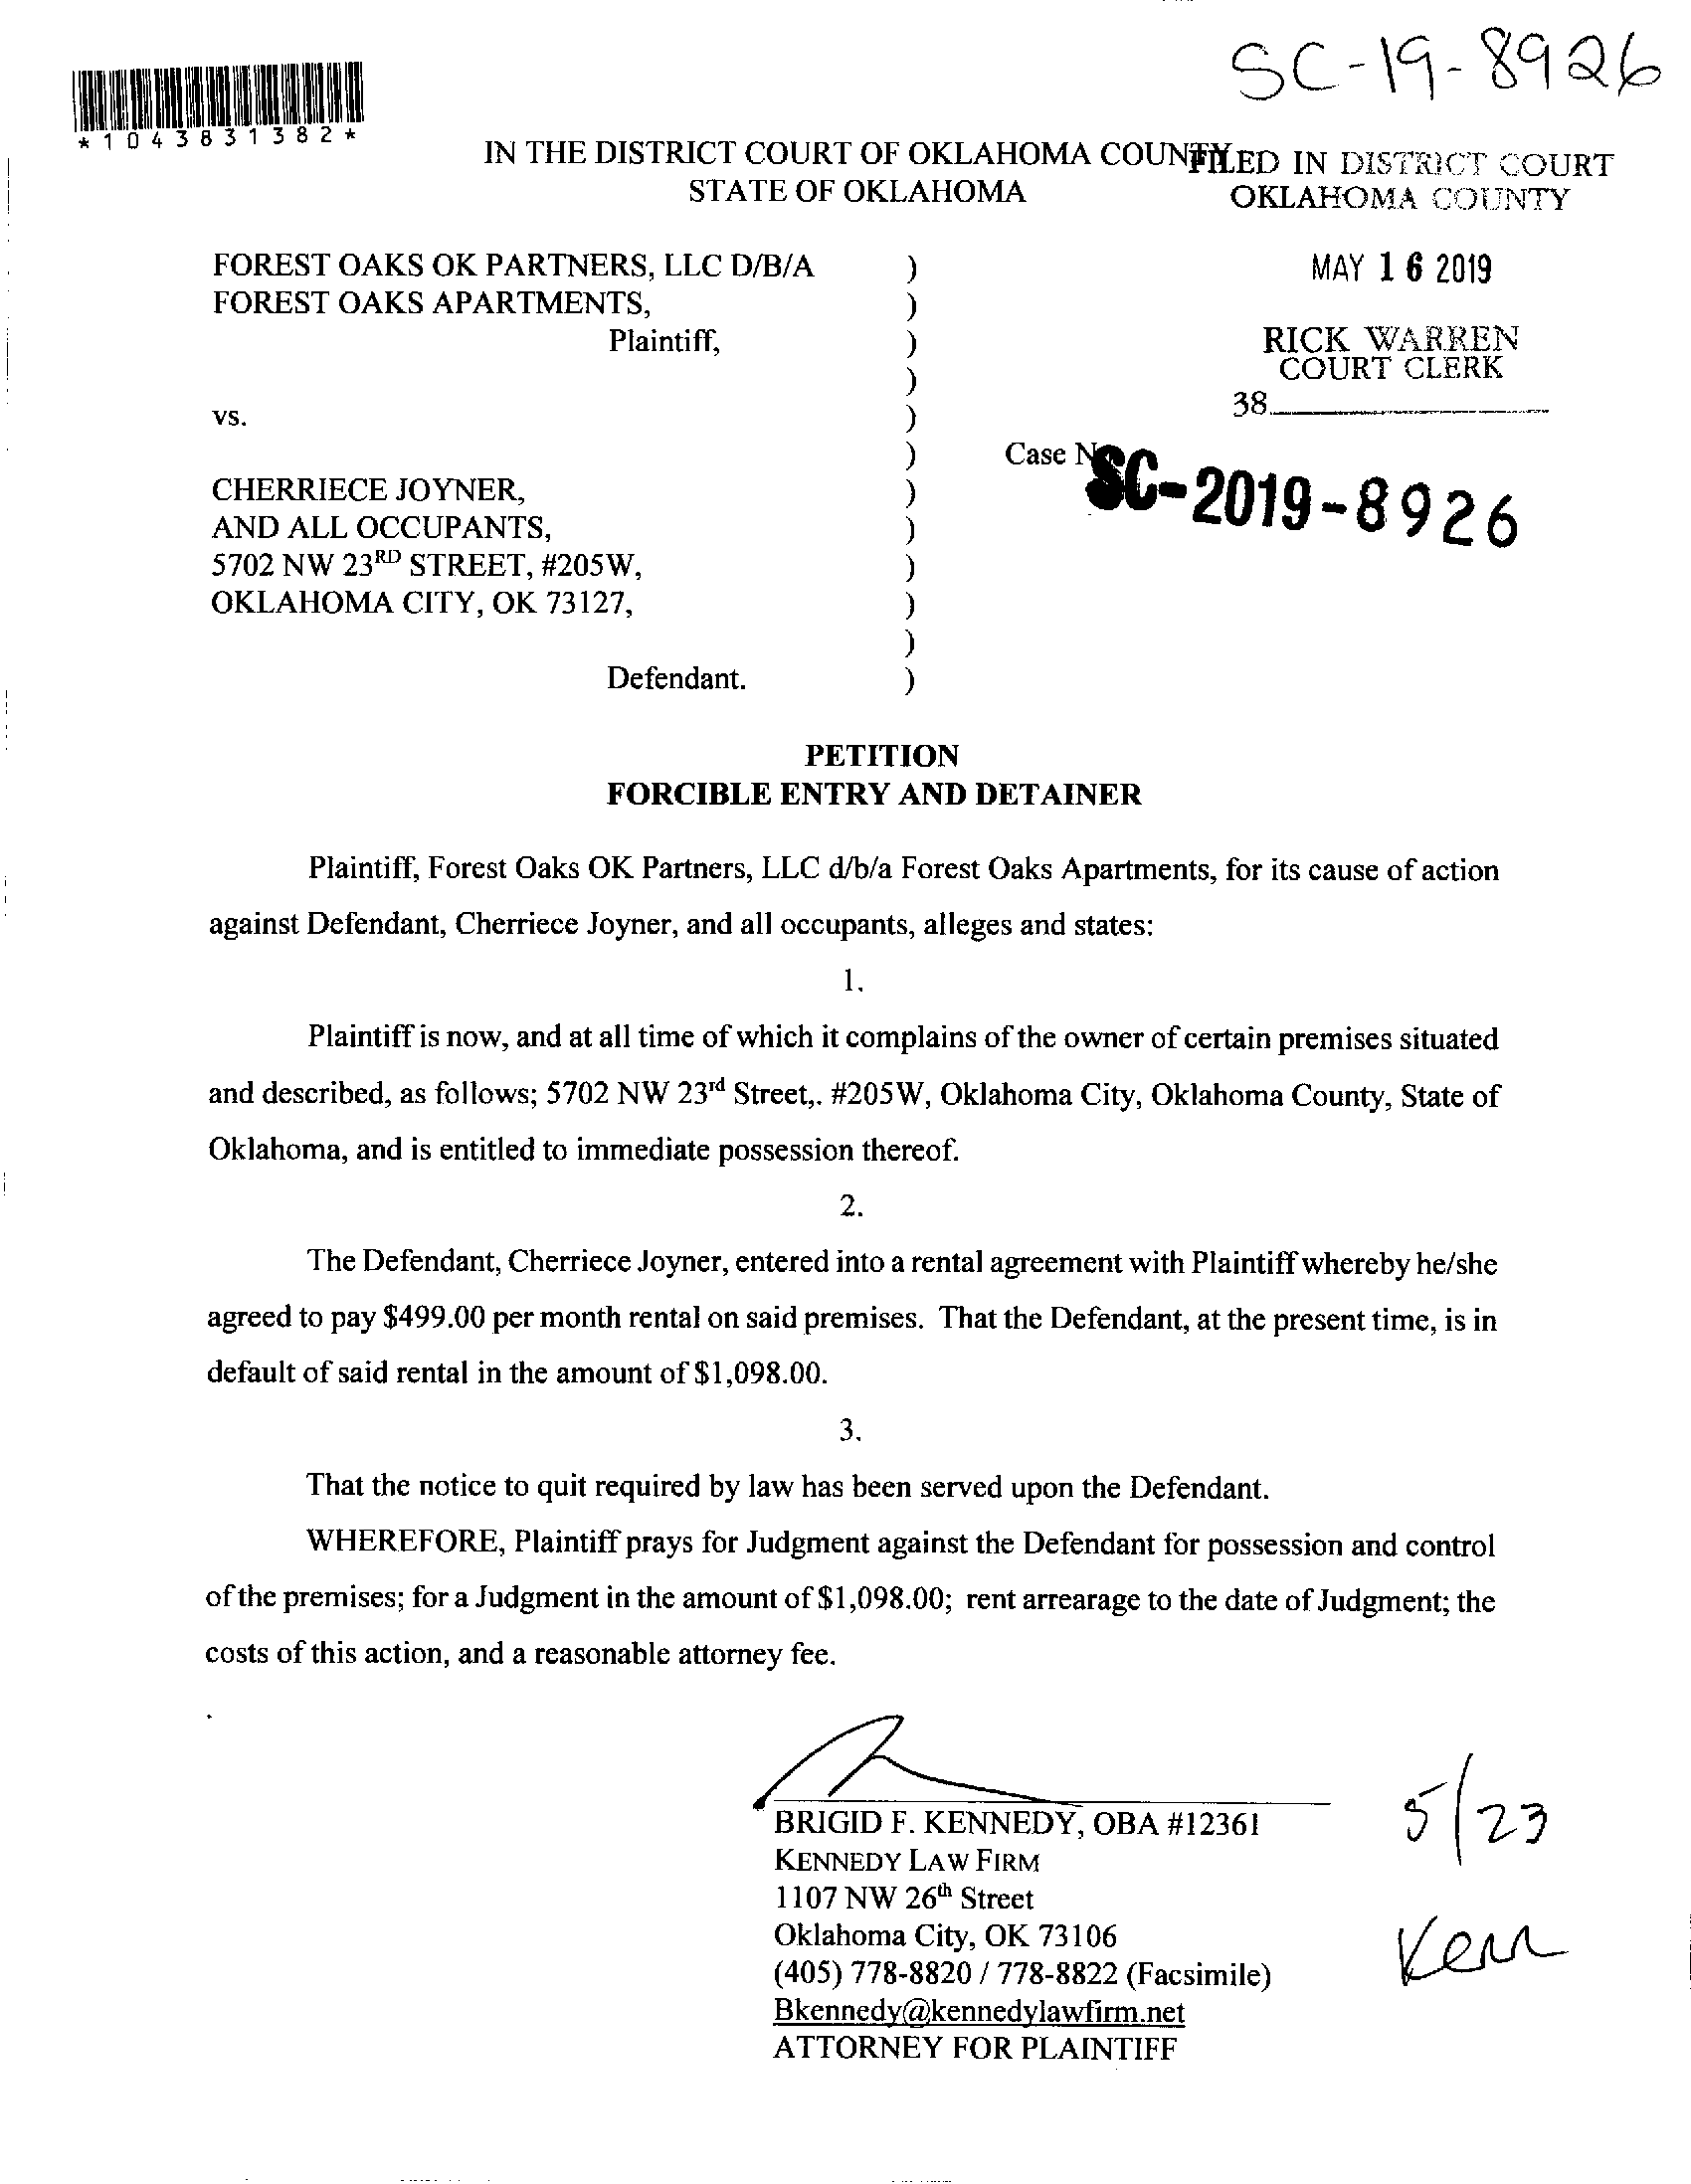 SC-19-8926
*1043831382*
IN THE DISTRICT COURT OF OKLAHOMA COUNTY
STATE OF OKLAHOMA
FILED IN DISTRICT COURT
OKLAHOMA COUNTY
MAY 16 2019
RICK WARREN
COURT CLERK
38
FOREST OAKS OK PARTNERS, LLC D/B/A )
FOREST OAKS APARTMENTS, )
Plaintiff, )
)
vs. )
) Case No.
SC-2019-8926
CHERRIECE JOYNER, )
AND ALL OCCUPANTS, )
5702 NW 23RD STREET, #205W, )
OKLAHOMA CITY, OK 73127, )
)
Defendant. )
PETITION
FORCIBLE ENTRY AND DETAINER
Plaintiff, Forest Oaks OK Partners, LLC d/b/a Forest Oaks Apartments, for its cause of action
against Defendant, Cherriece Joyner, and all occupants, alleges and states:
1.
Plaintiff is now, and at all time of which it complains of the owner of certain premises situated
and described, as follows; 5702 NW 23rd Street,. #205W, Oklahoma City, Oklahoma County, State of
Oklahoma, and is entitled to immediate possession thereof.
2.
The Defendant, Cherriece Joyner, entered into a rental agreement with Plaintiff whereby he/she
agreed to pay $499.00 per month rental on said premises. That the Defendant, at the present time, is in
default of said rental in the amount of $1,098.00.
3.
That the notice to quit required by law has been served upon the Defendant.
WHEREFORE, Plaintiff prays for Judgment against the Defendant for possession and control
of the premises; for a Judgment in the amount of $1,098.00; rent arrearage to the date of Judgment; the
costs of this action, and a reasonable attorney fee.
BRIGID F. KENNEDY, OBA #12361
KENNEDY LAW FIRM
1107 NW 26th Street
Oklahoma City, OK 73106
(405) 778-8820 / 778-8822 (Facsimile)
Bkennedy@kennedylawfirm.net
ATTORNEY FOR PLAINTIFF
5/23
Kerr